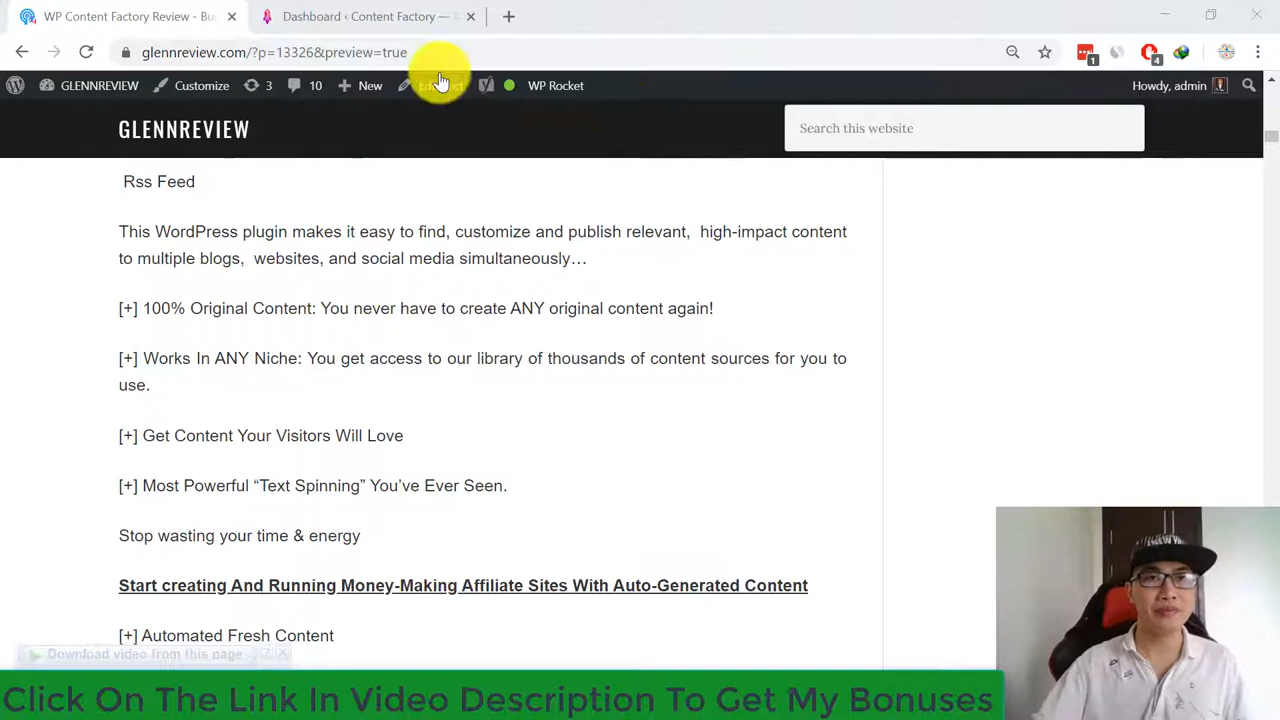 WP Content Factory Review - Bu
Dashboard ‹ Content Factory —
glennreview.com/?p=13326&preview=true
1
4
GLENNREVIEW
Customize
3
10
New
WP Rocket
Howdy, admin
GLENNREVIEW
Search this website
Rss Feed
This WordPress plugin makes it easy to find, customize and publish relevant, high-impact content
to multiple blogs, websites, and social media simultaneously…
[+] 100% Original Content: You never have to create ANY original content again!
[+] Works In ANY Niche: You get access to our library of thousands of content sources for you to
use.
[+] Get Content Your Visitors Will Love
[+] Most Powerful “Text Spinning” You’ve Ever Seen.
Stop wasting your time & energy
Start creating And Running Money-Making Affiliate Sites With Auto-Generated Content
[+] Automated Fresh Content
Download video from this page
Click On The Link In Video Description To Get My Bonuses